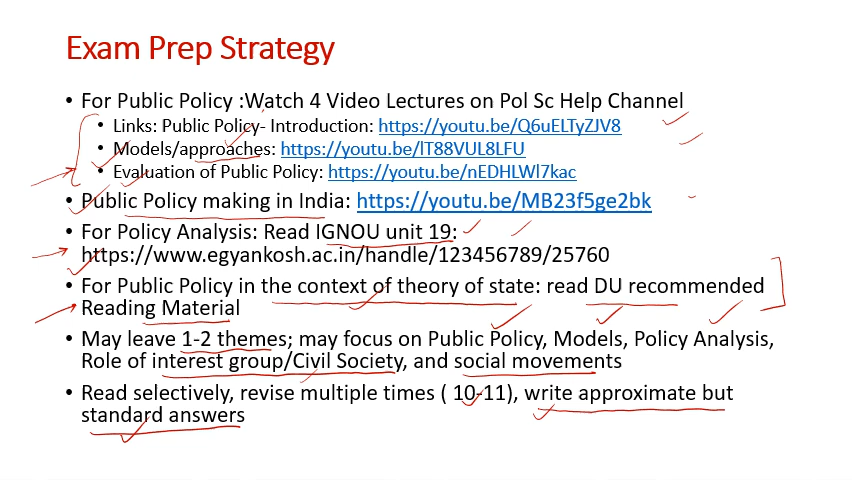 Exam Prep Strategy
• For Public Policy :Watch 4 Video Lectures on Pol Sc Help Channel
• Links: Public Policy- Introduction: https://youtu.be/Q6uELTyZJV8
• Models/approaches: https://youtu.be/lT88VUL8LFU
• Evaluation of Public Policy: https://youtu.be/nEDHLWl7kac
• Public Policy making in India: https://youtu.be/MB23f5ge2bk
• For Policy Analysis: Read IGNOU unit 19:
https://www.egyankosh.ac.in/handle/123456789/25760
• For Public Policy in the context of theory of state: read DU recommended
Reading Material
• May leave 1-2 themes; may focus on Public Policy, Models, Policy Analysis,
Role of interest group/Civil Society, and social movements
• Read selectively, revise multiple times ( 10-11), write approximate but
standard answers